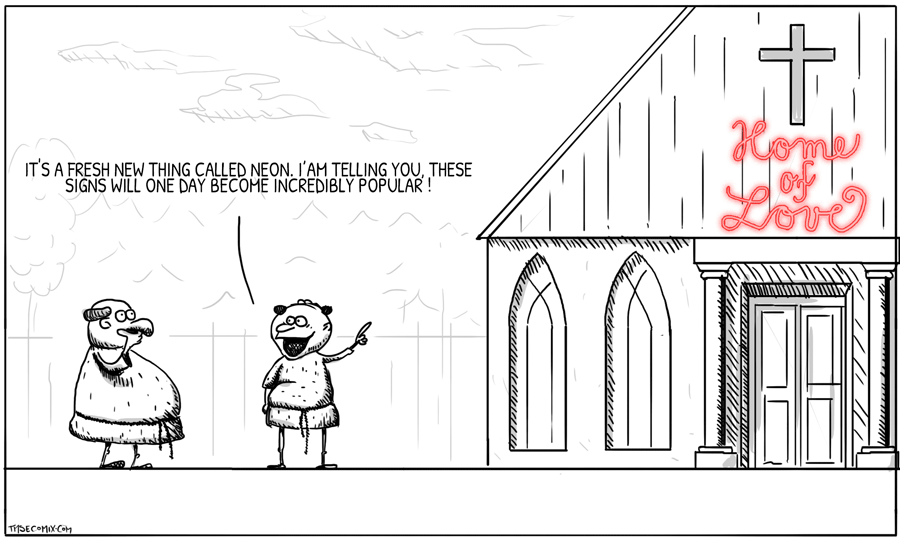 IT'S A FRESH NEW THING CALLED NEON. I'AM TELLING YOU, THESE
SIGNS WILL ONE DAY BECOME INCREDIBLY POPULAR !
Home
of
Love
THSECOMIX.COM